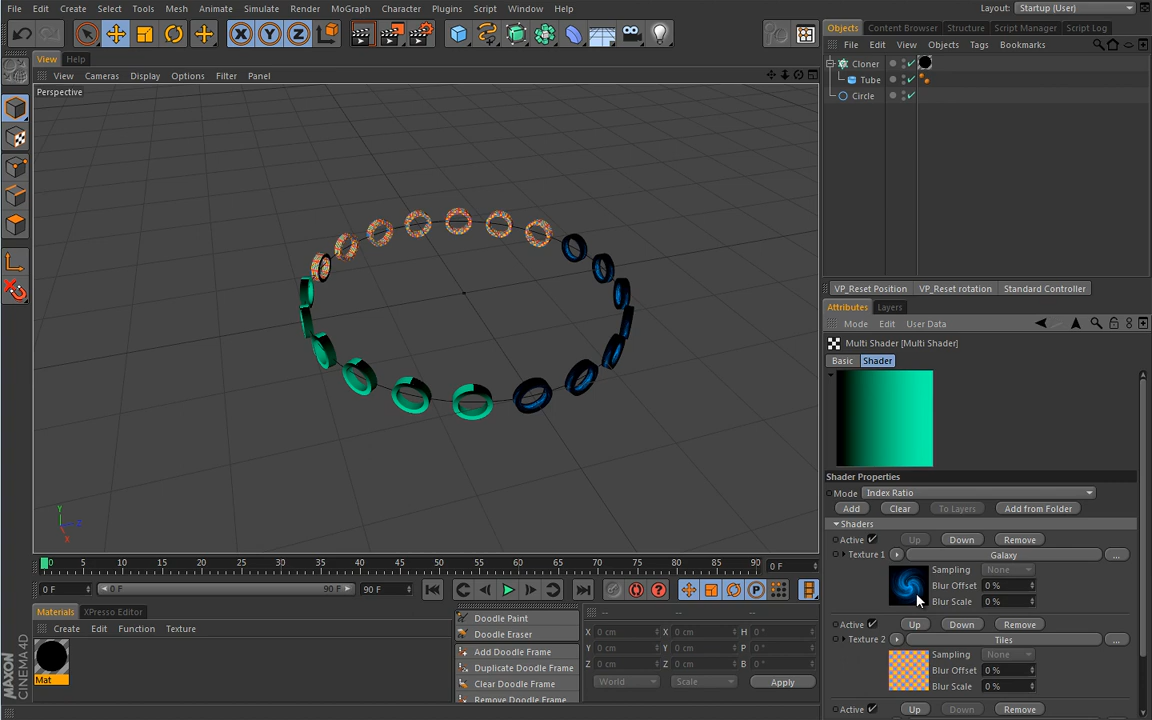 File Edit Create Select Tools Mesh Animate Simulate Render MoGraph Character Plugins Script Window Help Layout: Startup (User)
X Y Z
Objects Content Browser Structure Script Manager Script Log
File Edit View Objects Tags Bookmarks
View Help
View Cameras Display Options Filter Panel
Perspective
Cloner
Tube
Circle
VP_Reset Position VP_Reset rotation Standard Controller
Attributes Layers
Mode Edit User Data
Multi Shader [Multi Shader]
Basic Shader
Shader Properties
Mode Index Ratio
Add Clear To Layers Add from Folder
Shaders
Active Up Down Remove
Texture 1 Galaxy ...
Sampling None
Blur Offset 0 %
Blur Scale 0 %
Active Up Down Remove
Texture 2 Tiles ...
Sampling None
Blur Offset 0 %
Blur Scale 0 %
Active Up Down Remove
Y
Z
X
0 5 10 15 20 25 30 35 40 45 50 55 60 65 70 75 80 85 90 0 F
0 F 0 F 90 F 90 F P
Materials XPresso Editor
Create Edit Function Texture
Mat
Doodle Paint
Doodle Eraser
Add Doodle Frame
Duplicate Doodle Frame
Clear Doodle Frame
Remove Doodle Frame
-- -- --
X 0 cm X 0 cm H 0 °
Y 0 cm Y 0 cm P 0 °
Z 0 cm Z 0 cm B 0 °
World Scale Apply
MAXON
CINEMA 4D